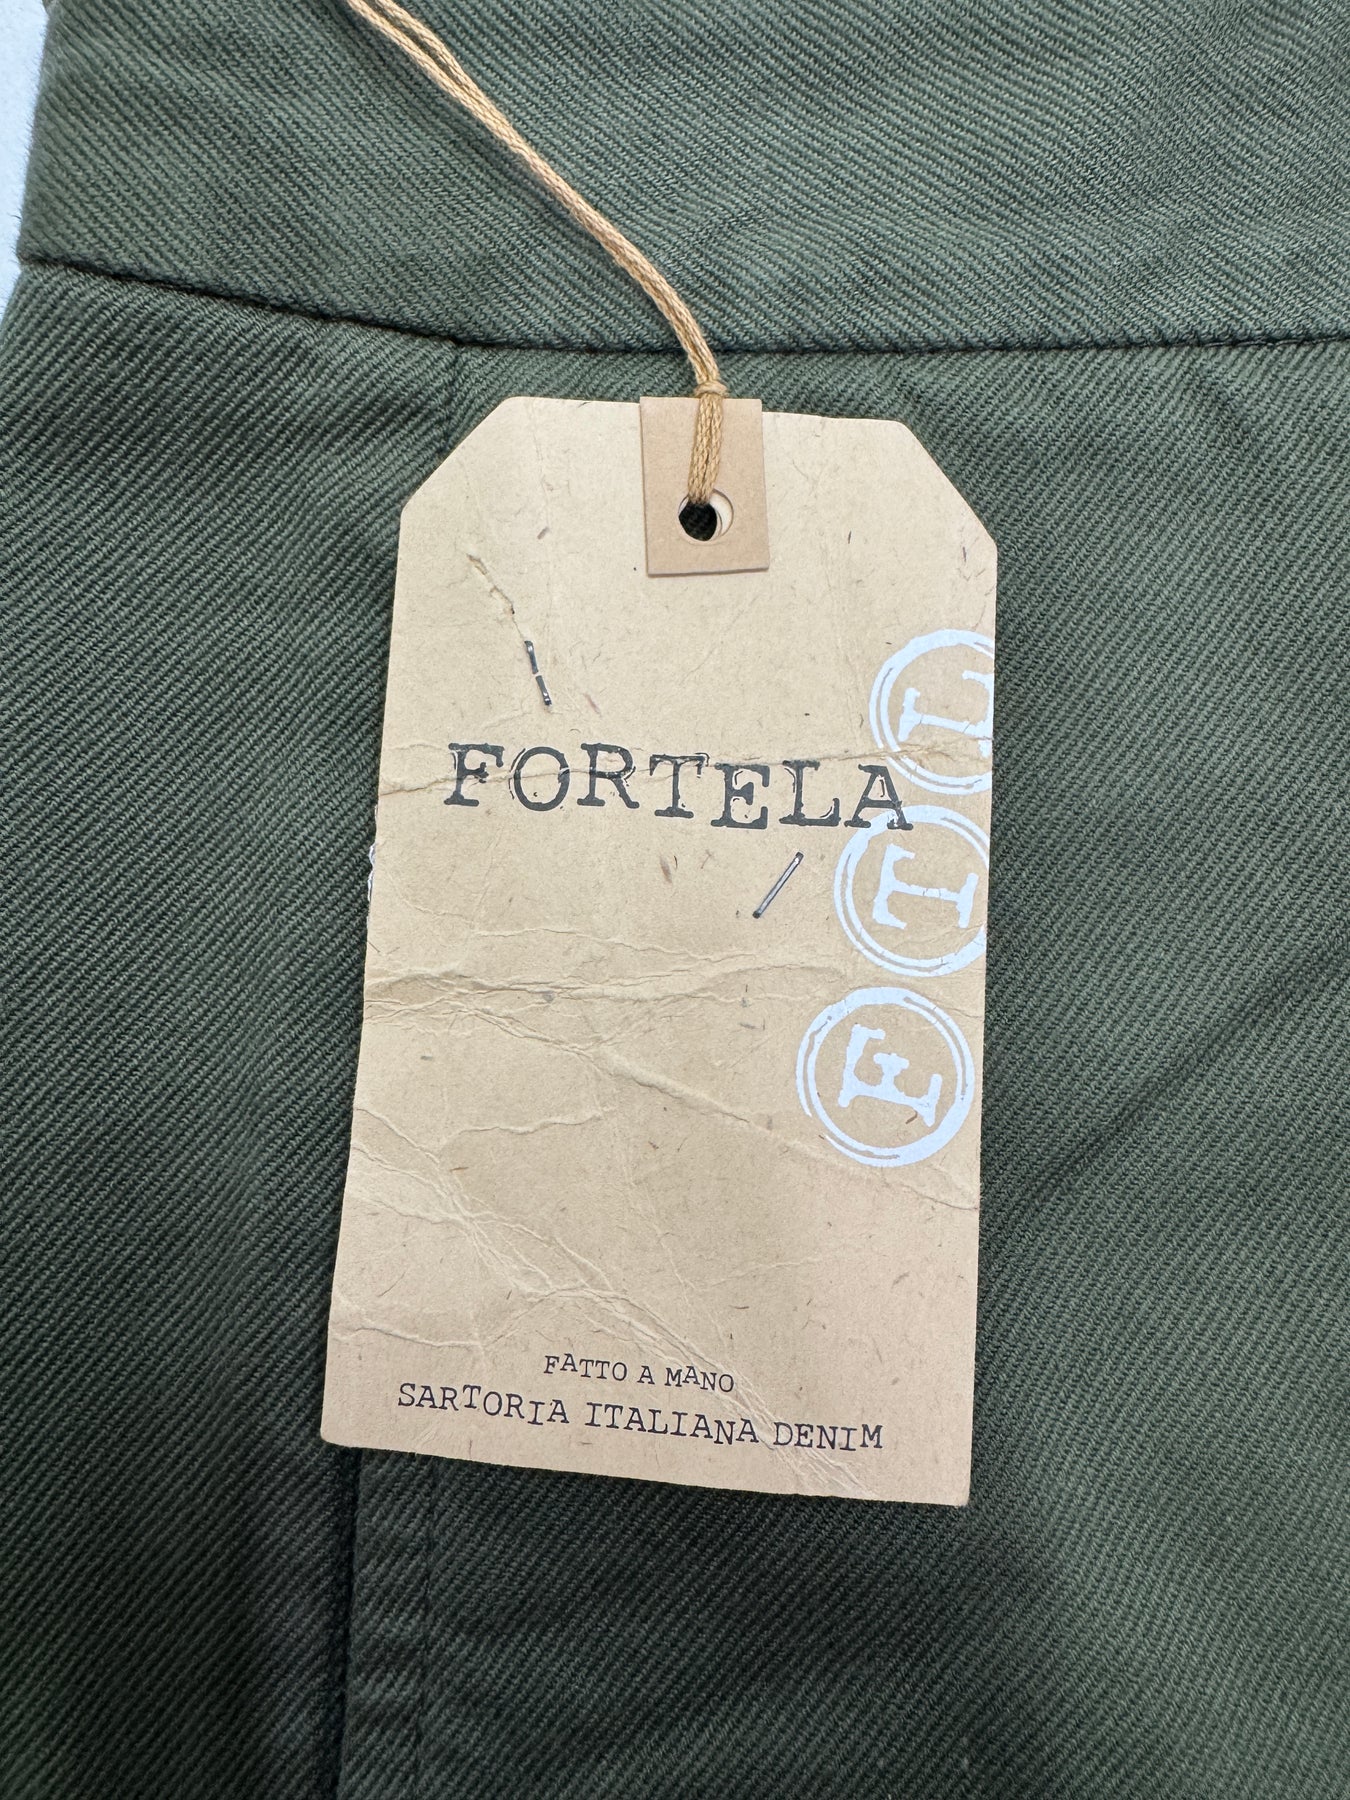 FORTELA
L
T
E
FATTO A MANO
SARTORIA ITALIANA DENIM